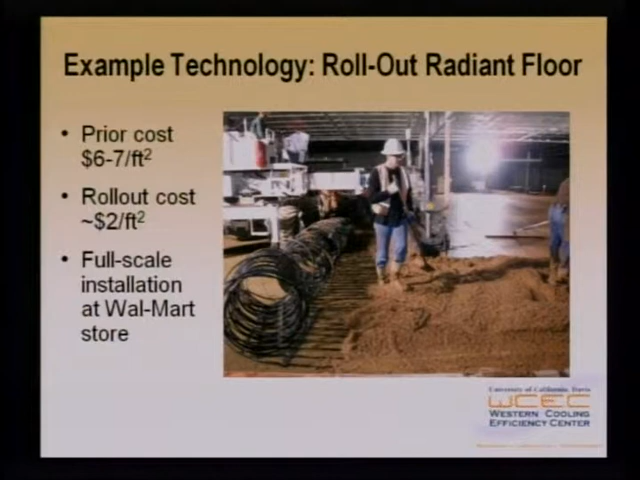 Example Technology: Roll-Out Radiant Floor
• Prior cost
$6-7/ft²
• Rollout cost
~$2/ft²
• Full-scale
installation
at Wal-Mart
store
University of California, Davis
WCEC
WESTERN COOLING
EFFICIENCY CENTER